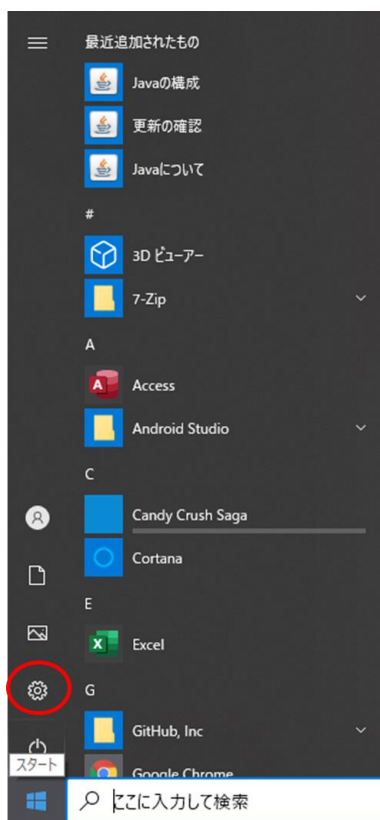 最近追加されたもの
Javaの構成
更新の確認
Javaについて
#
3D ビューアー
7-Zip
A
Access
Android Studio
C
Candy Crush Saga
Cortana
E
Excel
G
GitHub, Inc
Google Chrome
スタート
ここに入力して検索